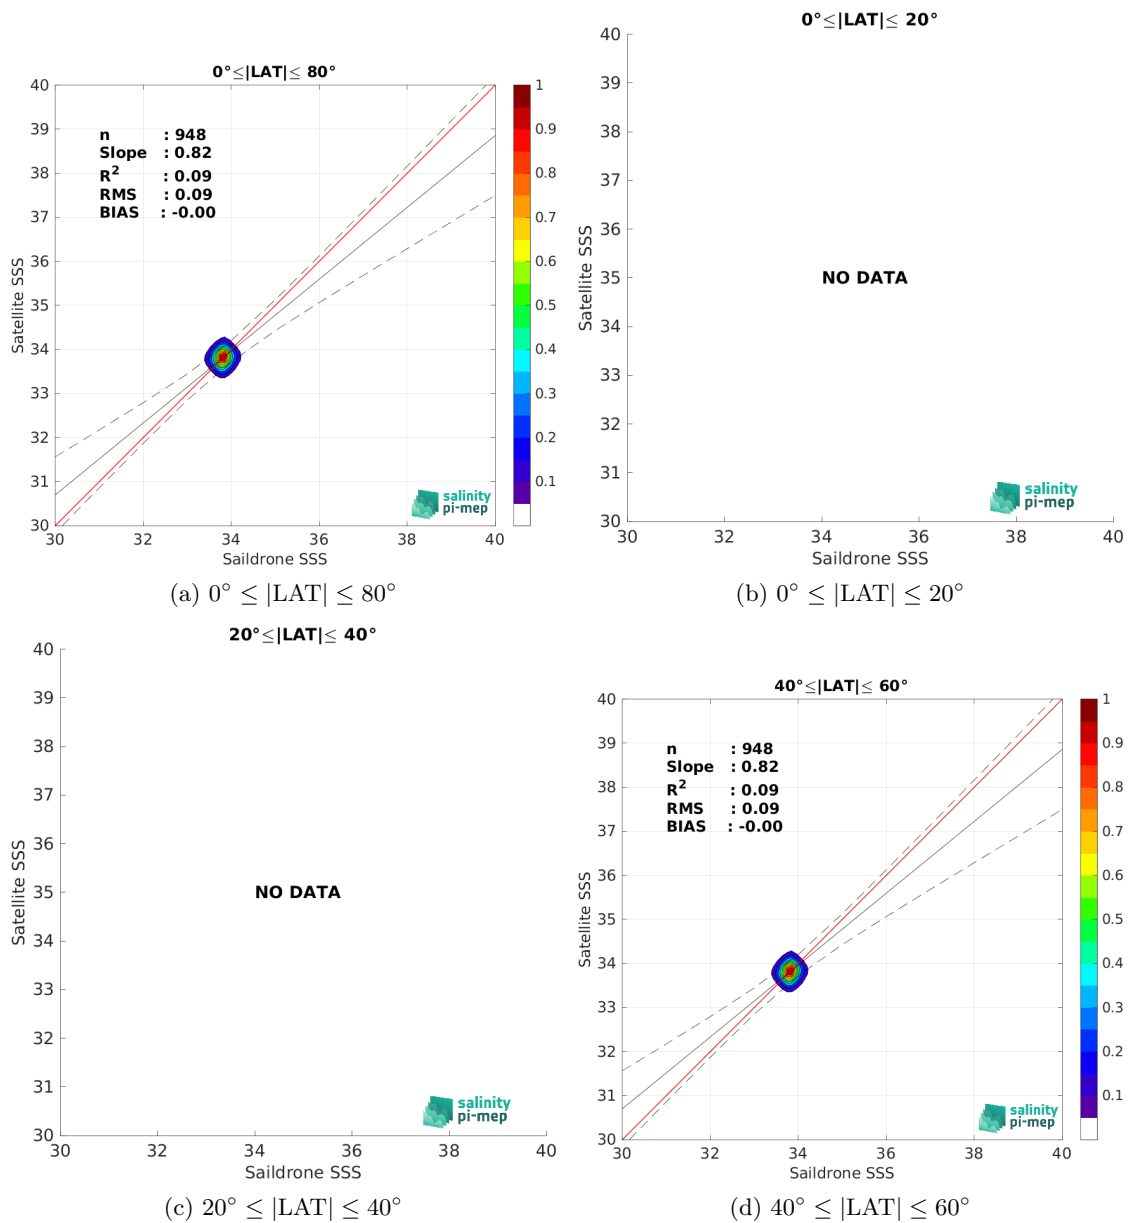 0°≤|LAT|≤ 80°
40
39
38
37
36
35
34
33
32
31
30
30
32
34
36
38
40
Satellite SSS
Saildrone SSS
n : 948
Slope : 0.82
R² : 0.09
RMS : 0.09
BIAS : -0.00
1
0.9
0.8
0.7
0.6
0.5
0.4
0.3
0.2
0.1
salinity
pi-mep
(a) 0° ≤ |LAT| ≤ 80°
0°≤|LAT|≤ 20°
40
39
38
37
36
35
34
33
32
31
30
30
32
34
36
38
40
Satellite SSS
Saildrone SSS
NO DATA
salinity
pi-mep
(b) 0° ≤ |LAT| ≤ 20°
20°≤|LAT|≤ 40°
40
39
38
37
36
35
34
33
32
31
30
30
32
34
36
38
40
Satellite SSS
Saildrone SSS
NO DATA
salinity
pi-mep
(c) 20° ≤ |LAT| ≤ 40°
40°≤|LAT|≤ 60°
40
39
38
37
36
35
34
33
32
31
30
30
32
34
36
38
40
Satellite SSS
Saildrone SSS
n : 948
Slope : 0.82
R² : 0.09
RMS : 0.09
BIAS : -0.00
1
0.9
0.8
0.7
0.6
0.5
0.4
0.3
0.2
0.1
salinity
pi-mep
(d) 40° ≤ |LAT| ≤ 60°